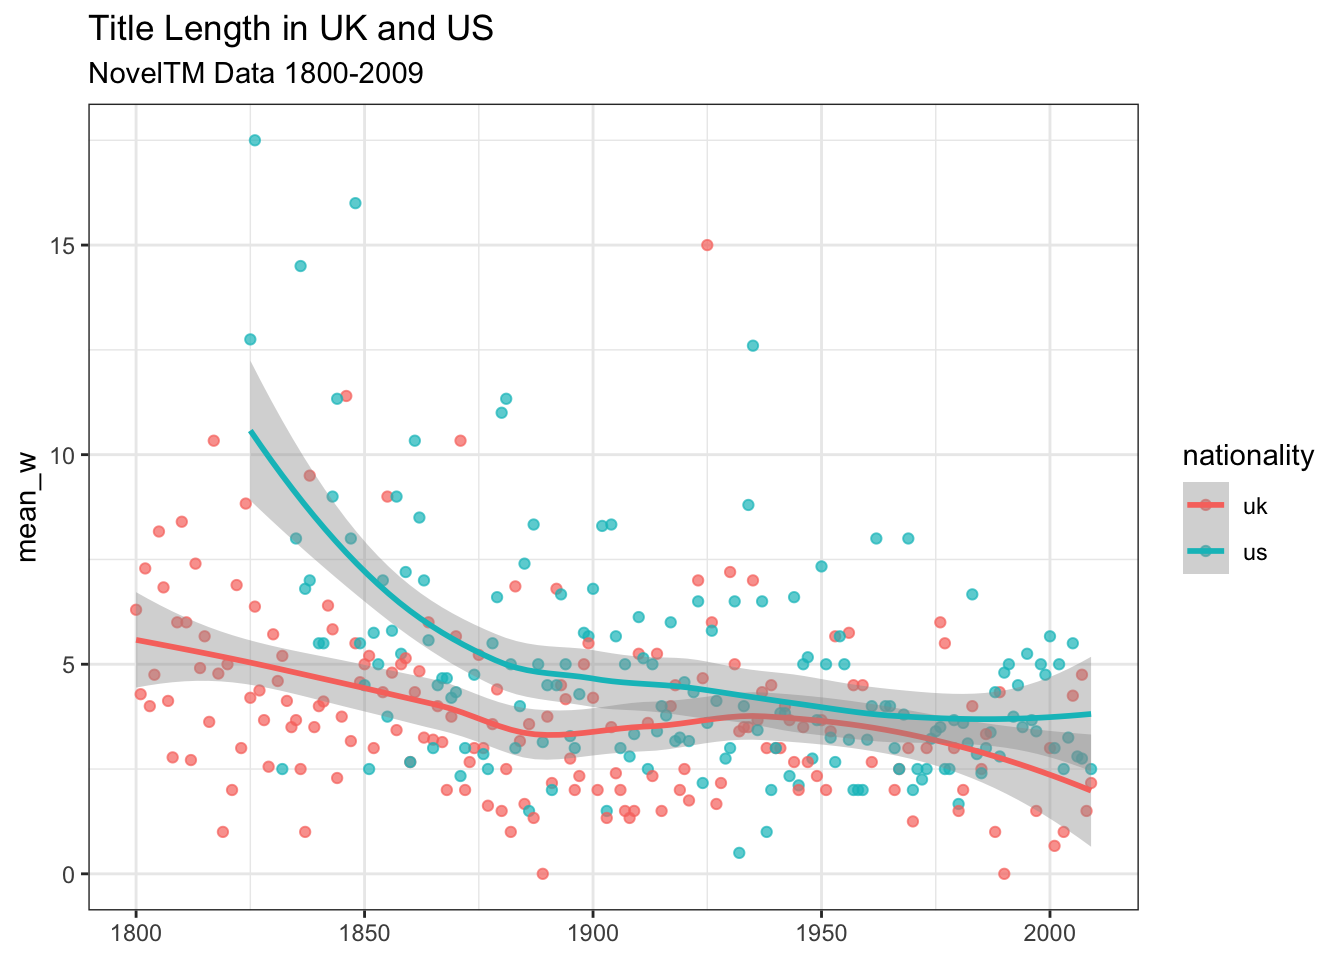 Title Length in UK and US
NovelTM Data 1800-2009
15
10
5
0
mean_w
1800 1850 1900 1950 2000
nationality
uk
us